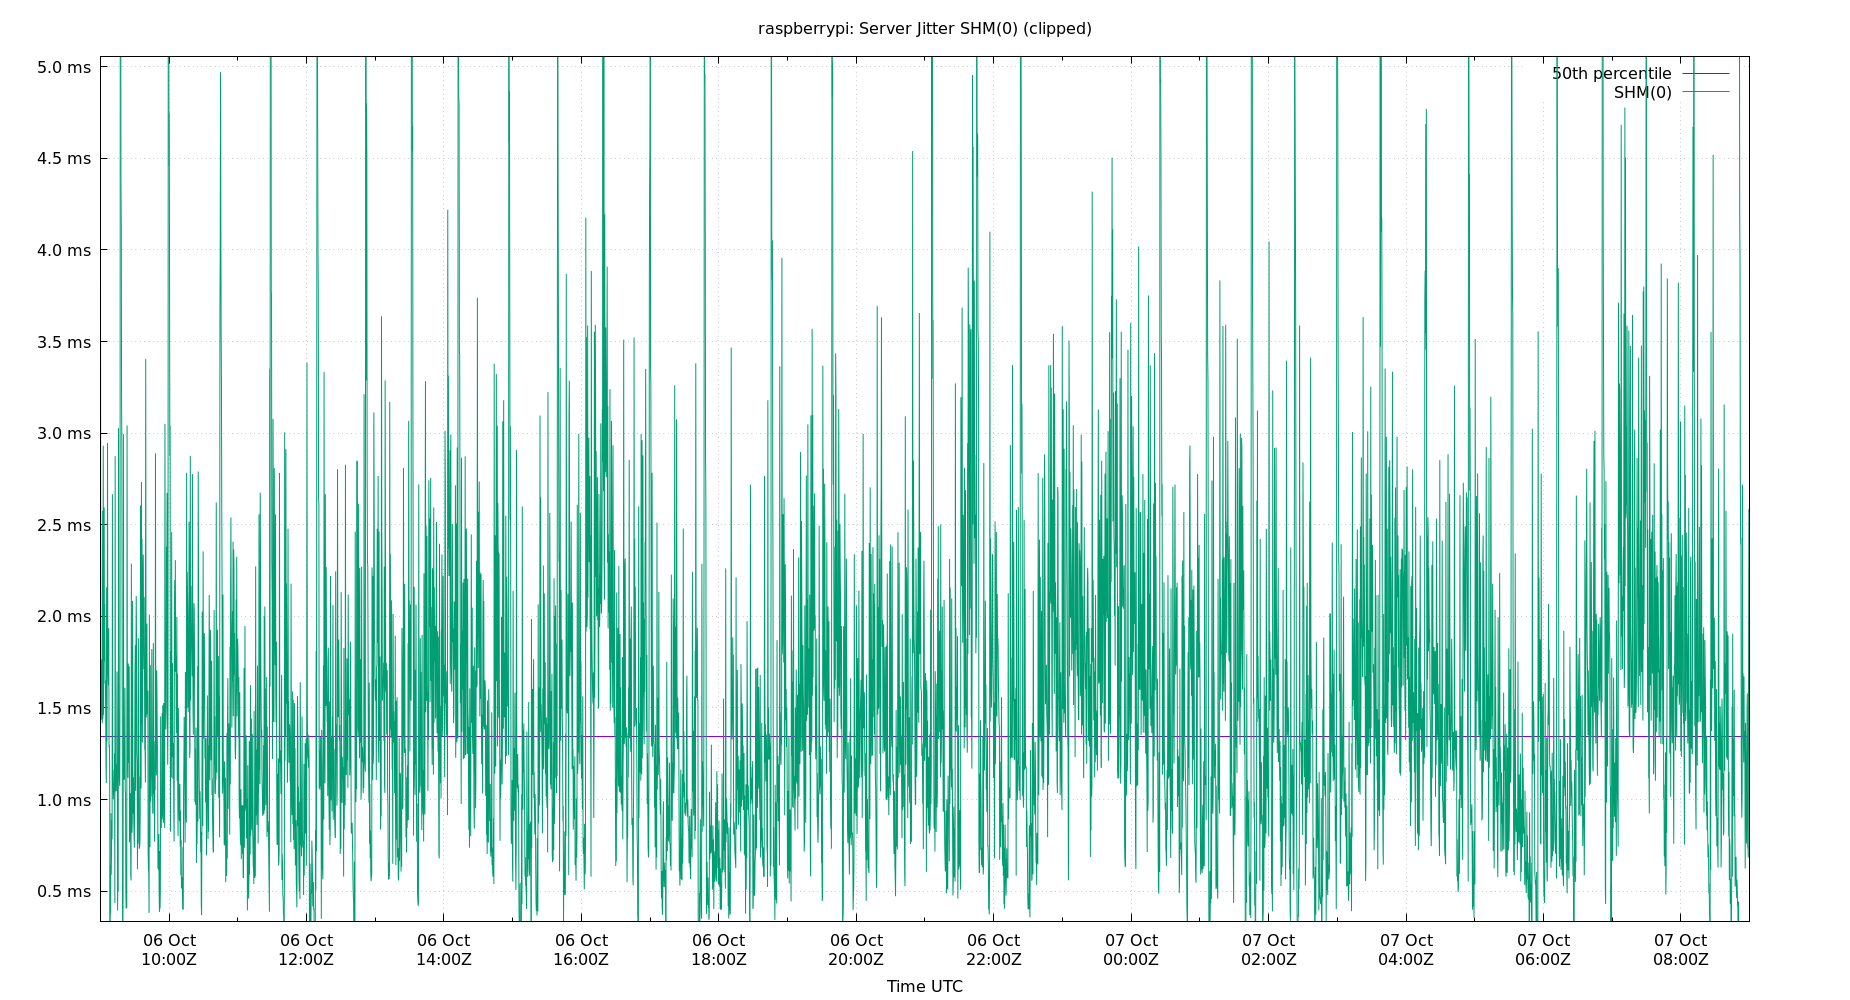 raspberrypi: Server Jitter SHM(0) (clipped)
5.0 ms
50th percentile
SHM(0)
4.5 ms
4.0 ms
3.5 ms
3.0 ms
2.5 ms
2.0 ms
1.5 ms
1.0 ms
0.5 ms
06 Oct 06 Oct 06 Oct 06 Oct 06 Oct 06 Oct 06 Oct 07 Oct 07 Oct 07 Oct 07 Oct 07 Oct
10:00Z 12:00Z 14:00Z 16:00Z 18:00Z 20:00Z 22:00Z 00:00Z 02:00Z 04:00Z 06:00Z 08:00Z
Time UTC